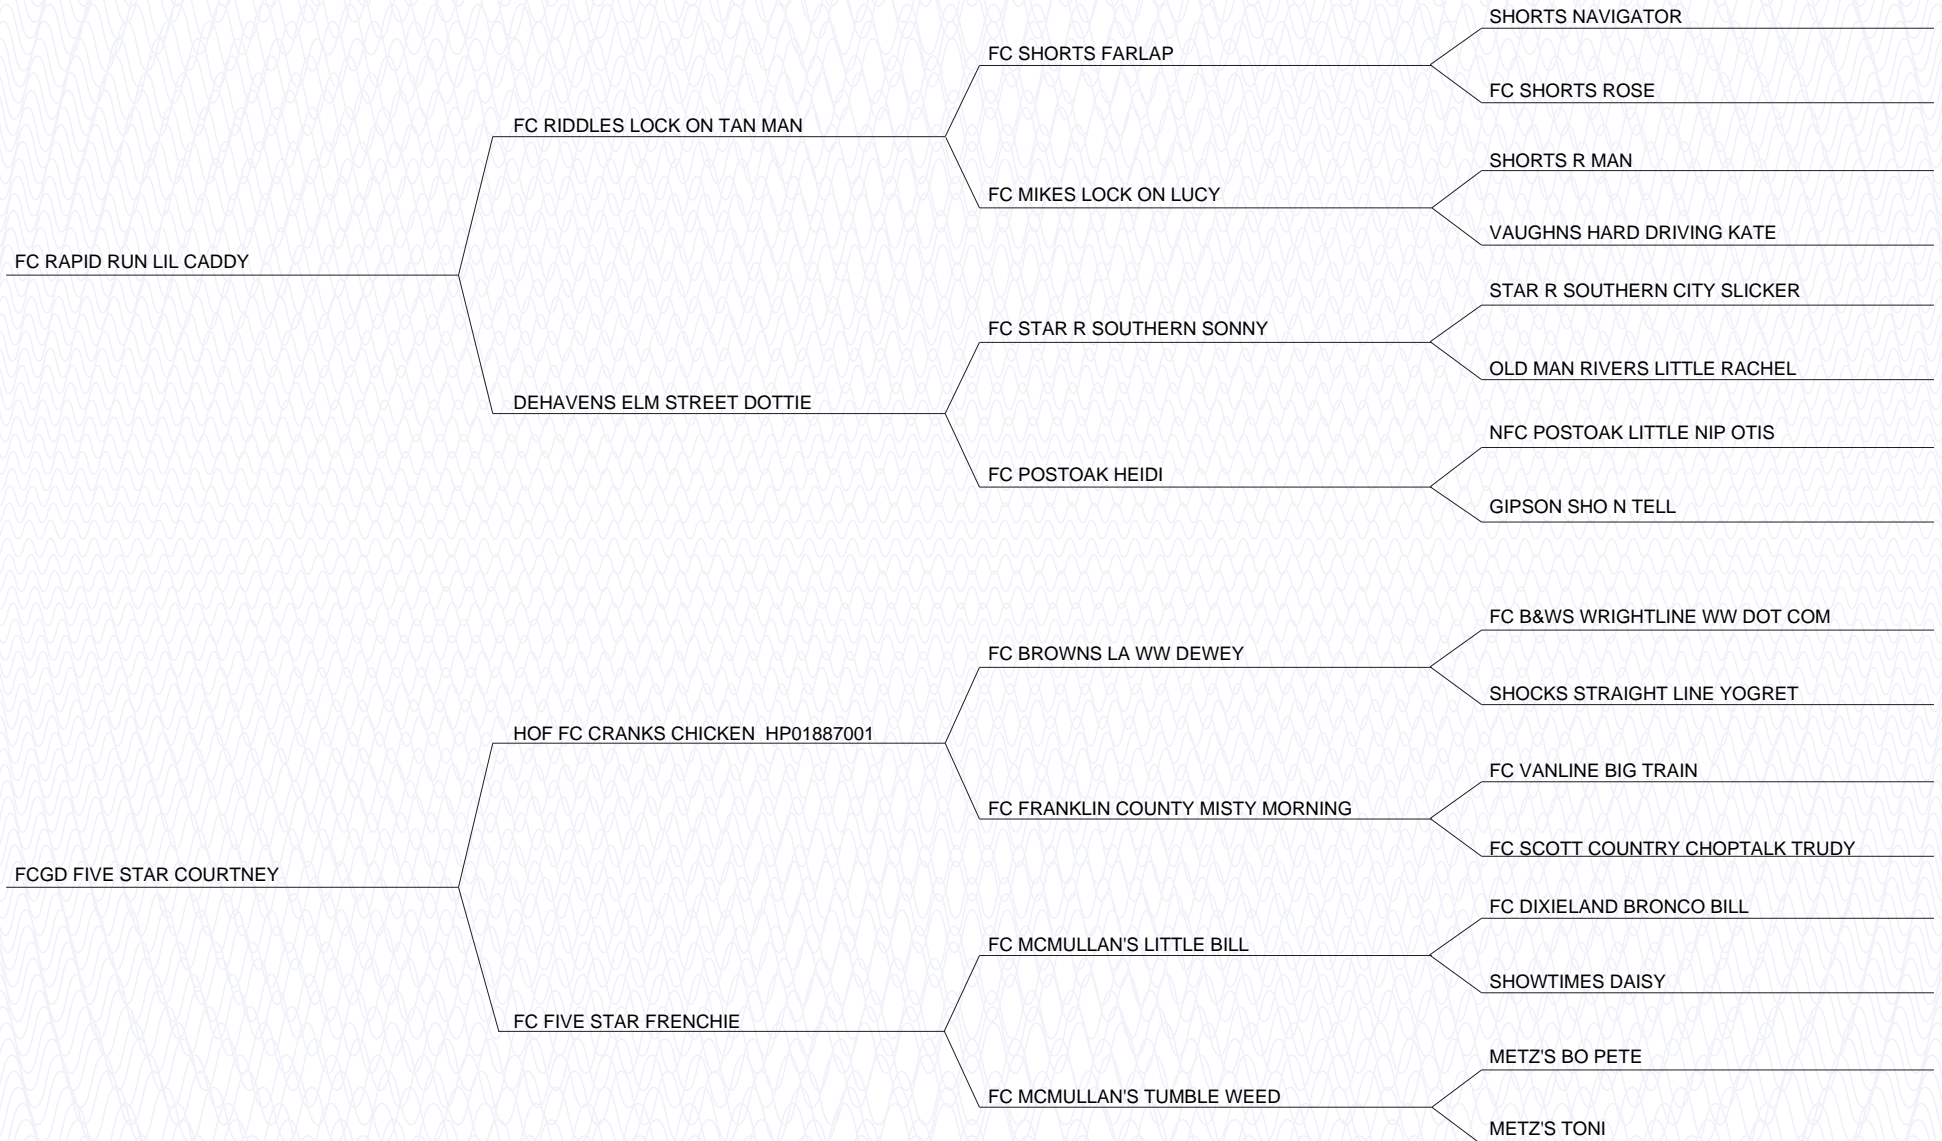 SHORTS NAVIGATOR
FC SHORTS FARLAP
FC SHORTS ROSE
FC RIDDLES LOCK ON TAN MAN
SHORTS R MAN
FC MIKES LOCK ON LUCY
VAUGHNS HARD DRIVING KATE
FC RAPID RUN LIL CADDY
STAR R SOUTHERN CITY SLICKER
FC STAR R SOUTHERN SONNY
OLD MAN RIVERS LITTLE RACHEL
DEHAVENS ELM STREET DOTTIE
NFC POSTOAK LITTLE NIP OTIS
FC POSTOAK HEIDI
GIPSON SHO N TELL
FC B&WS WRIGHTLINE WW DOT COM
FC BROWNS LA WW DEWEY
SHOCKS STRAIGHT LINE YOGRET
HOF FC CRANKS CHICKEN  HP01887001
FC VANLINE BIG TRAIN
FC FRANKLIN COUNTY MISTY MORNING
FC SCOTT COUNTRY CHOPTALK TRUDY
FCGD FIVE STAR COURTNEY
FC DIXIELAND BRONCO BILL
FC MCMULLAN'S LITTLE BILL
SHOWTIMES DAISY
FC FIVE STAR FRENCHIE
METZ'S BO PETE
FC MCMULLAN'S TUMBLE WEED
METZ'S TONI